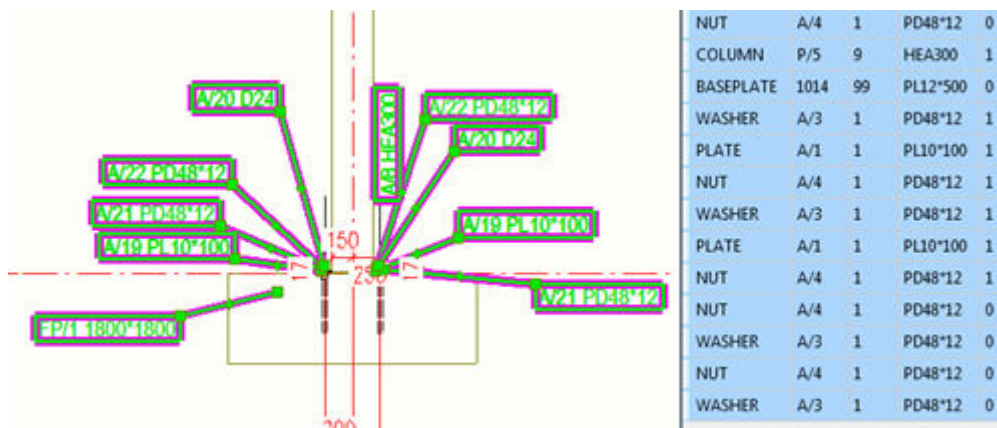 A/20 D24
A/8 HEA300
A/22 PD48*12
A/20 D24
A/22 PD48*12
A/21 PD48*12
A/19 PL10*100
A/19 PL10*100
150
17
17
A/21 PD48*12
FP/1 1800*1800
NUT A/4 1 PD48*12 0
COLUMN P/5 9 HEA300 1
BASEPLATE 1014 99 PL12*500 0
WASHER A/3 1 PD48*12 1
PLATE A/1 1 PL10*100 1
NUT A/4 1 PD48*12 1
WASHER A/3 1 PD48*12 1
PLATE A/1 1 PL10*100 1
NUT A/4 1 PD48*12 1
NUT A/4 1 PD48*12 0
WASHER A/3 1 PD48*12 0
NUT A/4 1 PD48*12 0
WASHER A/3 1 PD48*12 0